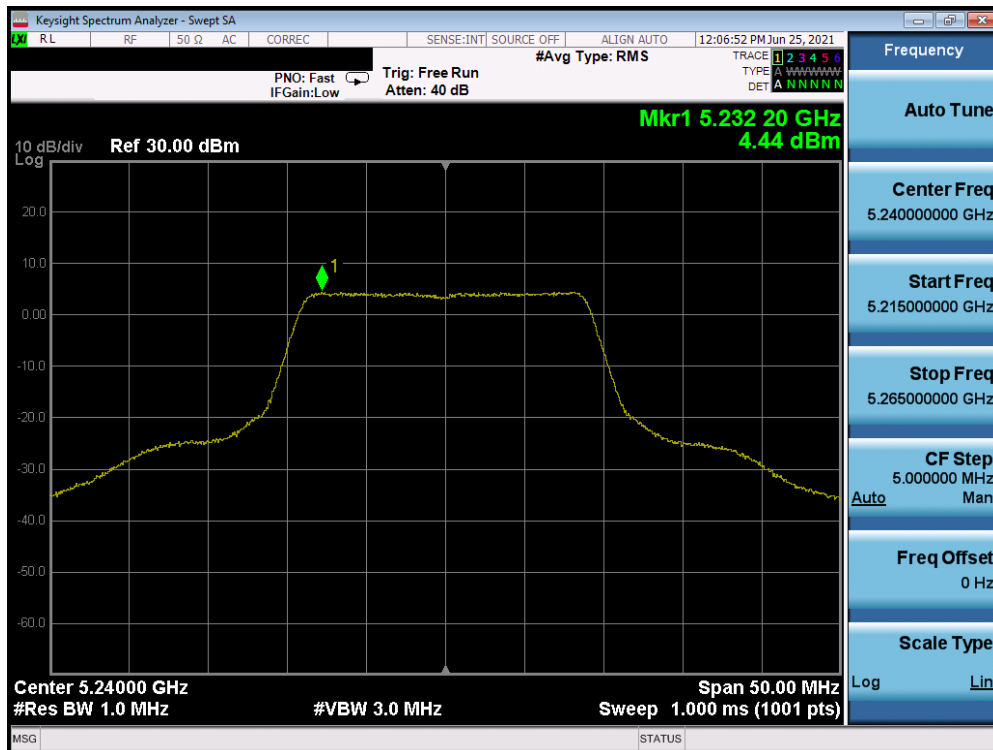 Keysight Spectrum Analyzer - Swept SA
LXI RL RF 50 Ω AC CORREC SENSE:INT SOURCE OFF ALIGN AUTO 12:06:52 PM Jun 25, 2021
#Avg Type: RMS
TRACE 1 2 3 4 5 6
PNO: Fast Trig: Free Run TYPE A WWWWW
IFGain:Low Atten: 40 dB DET A N N N N N
Frequency
Mkr1 5.232 20 GHz
4.44 dBm
10 dB/div Ref 30.00 dBm
Log
20.0
10.0
0.00
-10.0
-20.0
-30.0
-40.0
-50.0
-60.0
1
Center 5.24000 GHz Span 50.00 MHz
#Res BW 1.0 MHz #VBW 3.0 MHz Sweep 1.000 ms (1001 pts)
MSG STATUS
Auto Tune
Center Freq
5.240000000 GHz
Start Freq
5.215000000 GHz
Stop Freq
5.265000000 GHz
CF Step
5.000000 MHz
Auto Man
Freq Offset
0 Hz
Scale Type
Log Lin